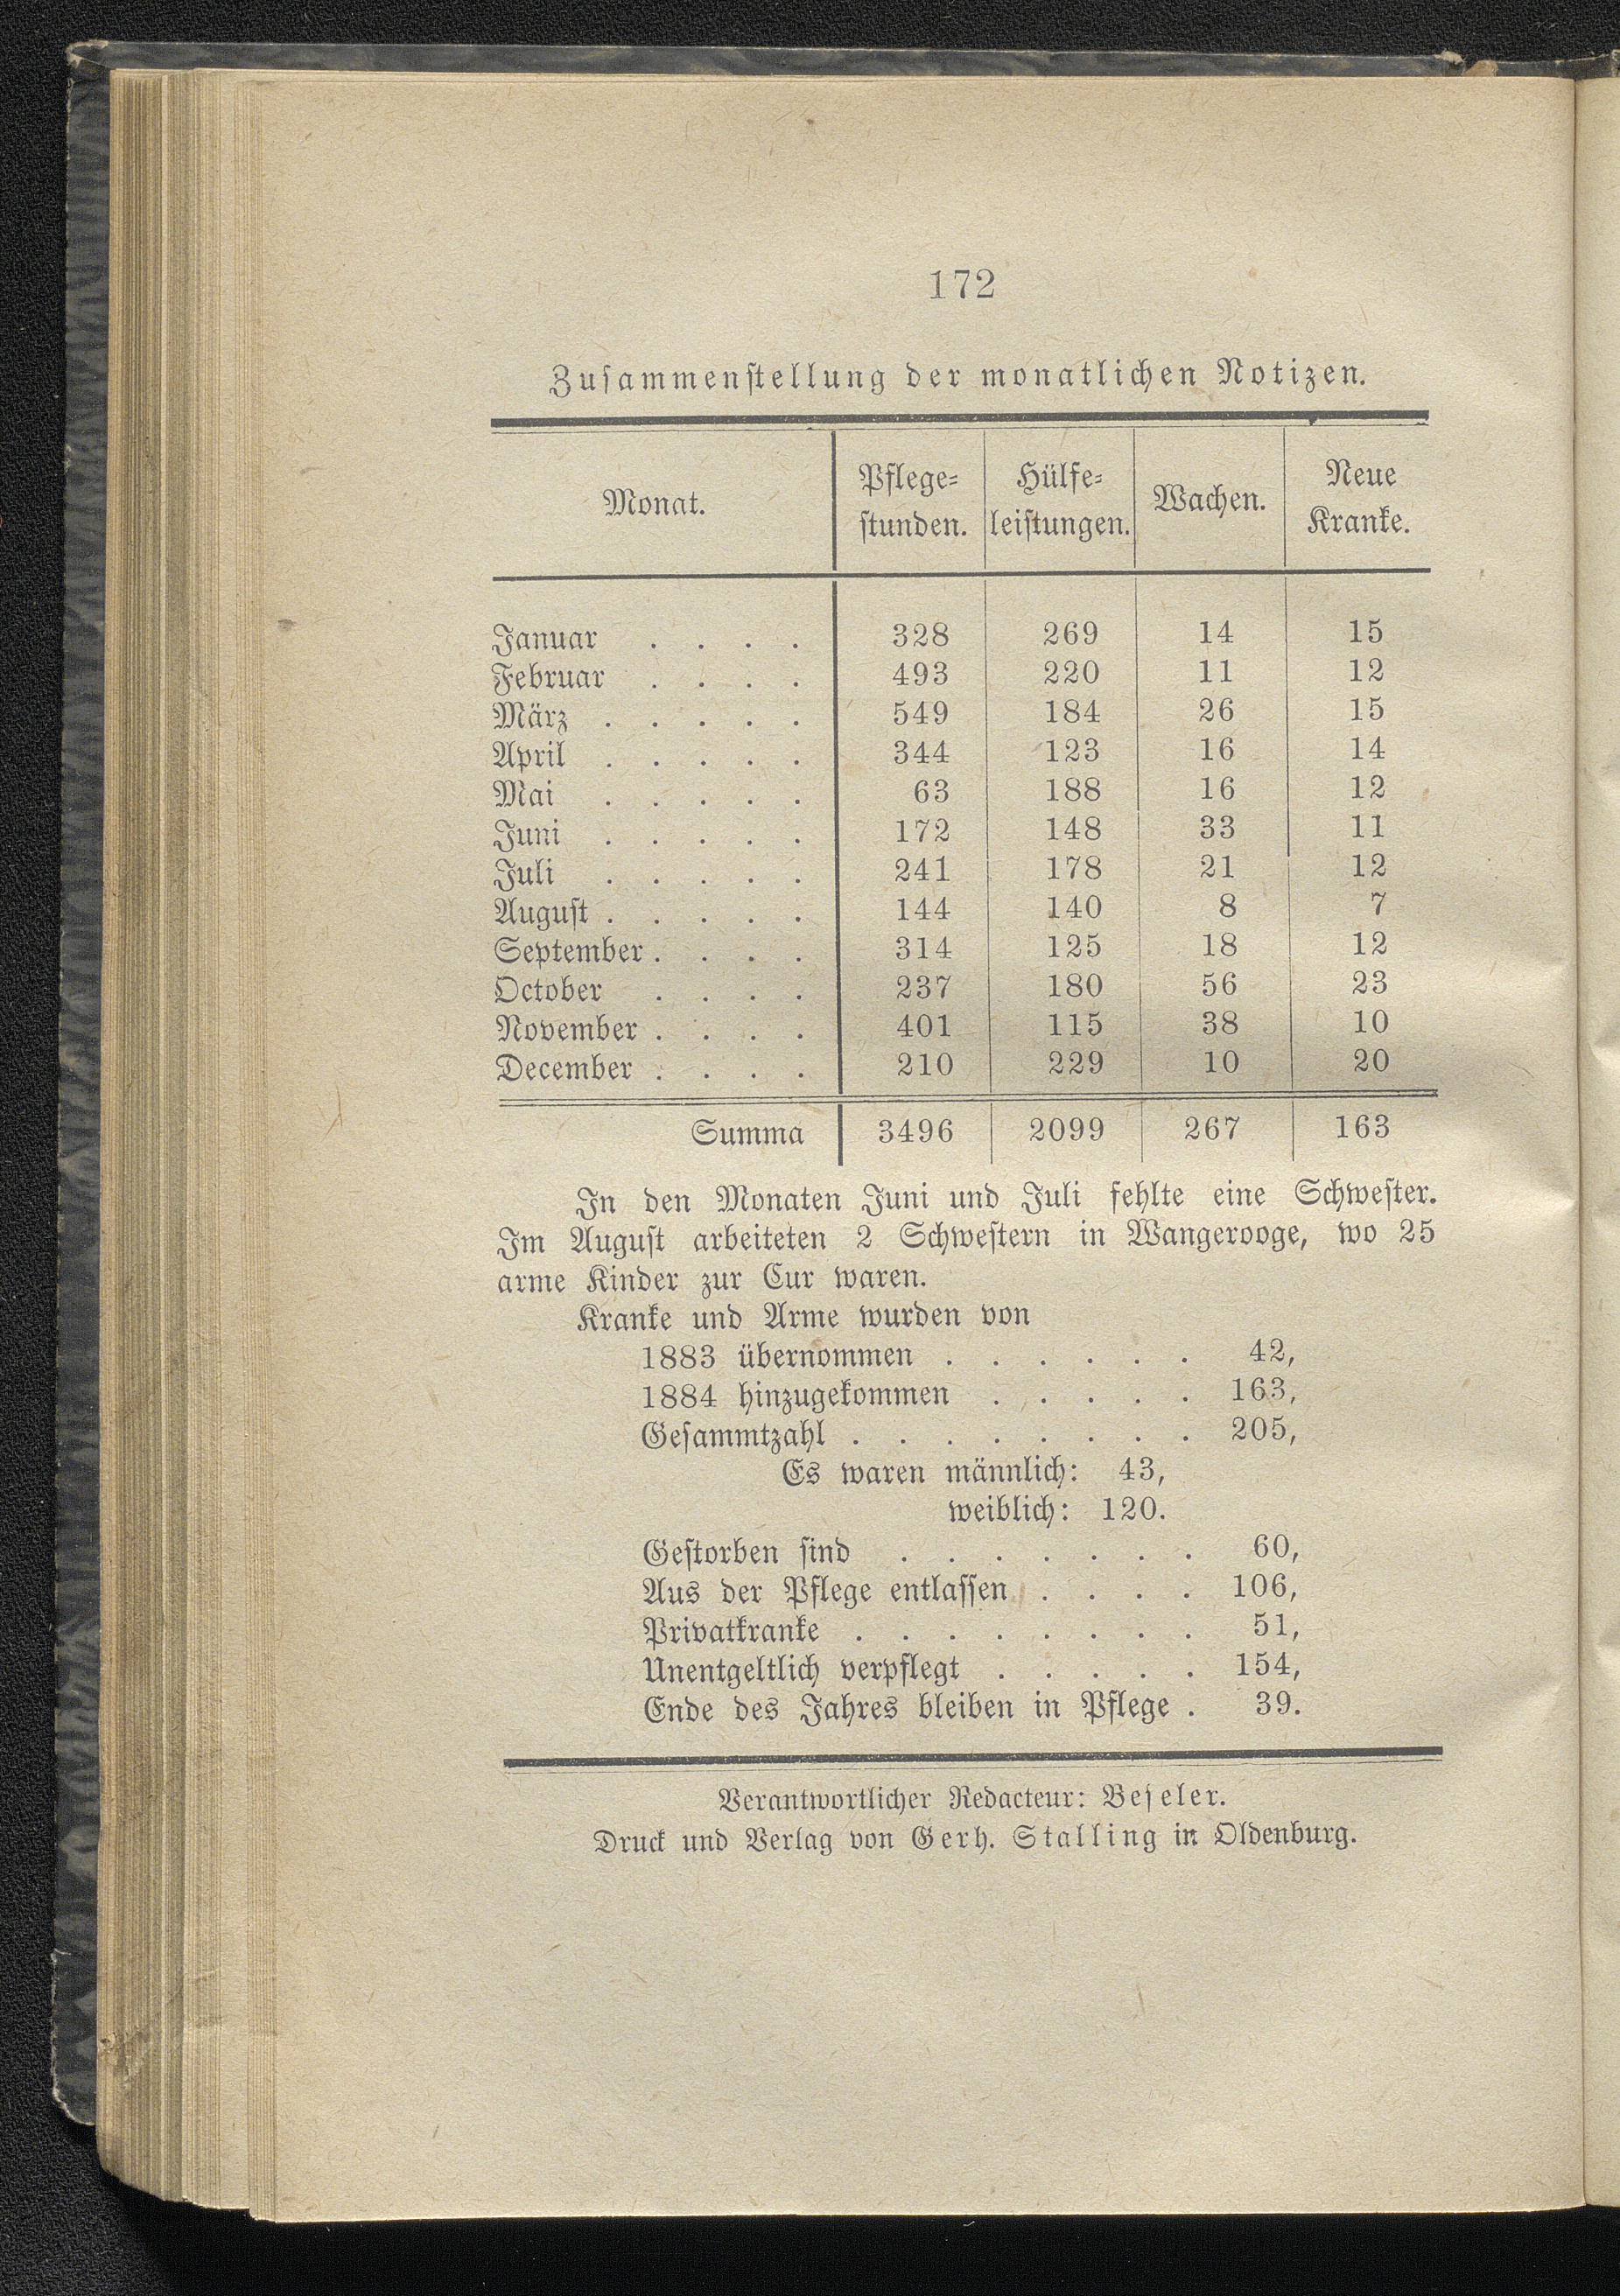 172
Zusammenstellung der monatlichen Notizen.
Monat. Pflege= Hülfe= Wachen. Neue
stunden. leistungen. Kranke.
Januar . . . . 328 269 14 15
Februar . . . . 493 220 11 12
März . . . . . 549 184 26 15
April . . . . . 344 123 16 14
Mai . . . . . 63 188 16 12
Juni . . . . . 172 148 33 11
Juli . . . . . 241 178 21 12
August . . . . . 144 140 8 7
September . . . . 314 125 18 12
October . . . . 237 180 56 23
November . . . . 401 115 38 10
December . . . . 210 229 10 20
Summa 3496 2099 267 163
In den Monaten Juni und Juli fehlte eine Schwester.
Im August arbeiteten 2 Schwestern in Wangerooge, wo 25
arme Kinder zur Cur waren.
Kranke und Arme wurden von
1883 übernommen . . . . . . 42,
1884 hinzugekommen . . . . . 163,
Gesammtzahl . . . . . . . . 205,
Es waren männlich: 43,
weiblich: 120.
Gestorben sind . . . . . . . 60,
Aus der Pflege entlassen . . . . 106,
Privatkranke . . . . . . . . 51,
Unentgeltlich verpflegt . . . . . 154,
Ende des Jahres bleiben in Pflege . 39.
Verantwortlicher Redacteur: Beseler.
Druck und Verlag von Gerh. Stalling in Oldenburg.